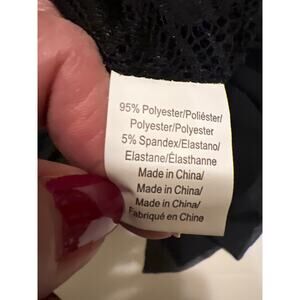 95% Polyester/Poliéster/
Polyester/Polyester
5% Spandex/Elastano/
Elastane/Élasthanne
Made in China/
Made in China/
Made in China/
Fabriqué en Chine